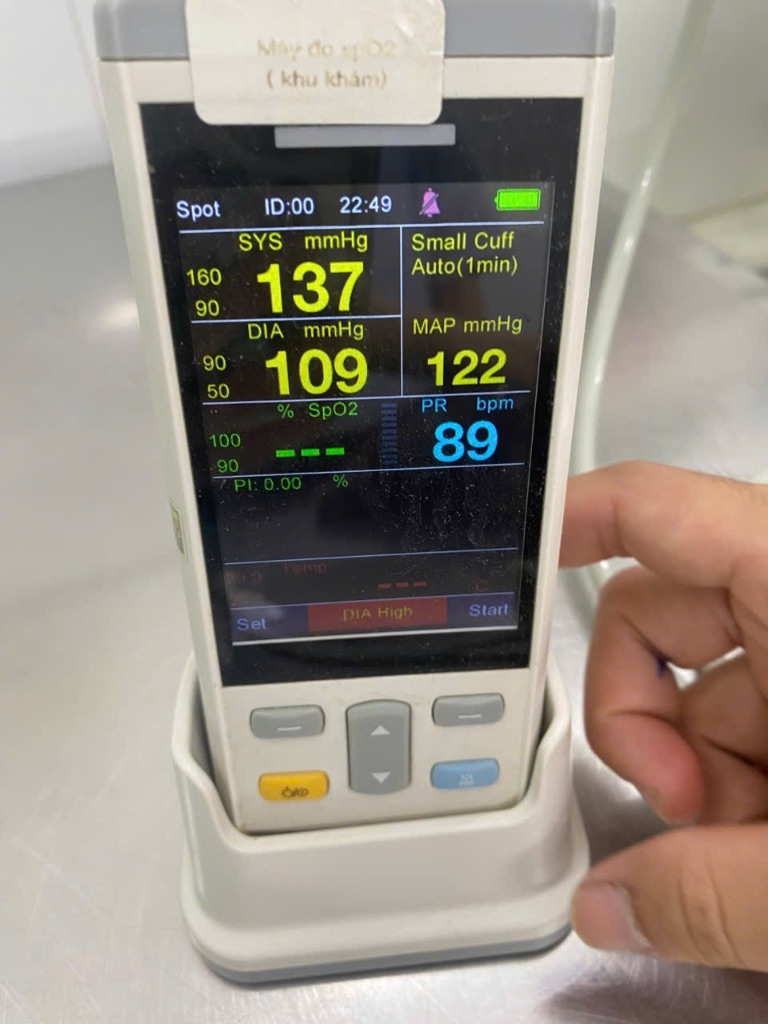 Máy đo spO2
( khu khám)
Spot ID:00 22:49
SYS mmHg
160
90
137
Small Cuff
Auto(1min)
DIA mmHg
90
50
109
MAP mmHg
122
% SpO2
100
90
---
PR bpm
89
PI: 0.00 %
Temp
---
°C
Set DIA High Start